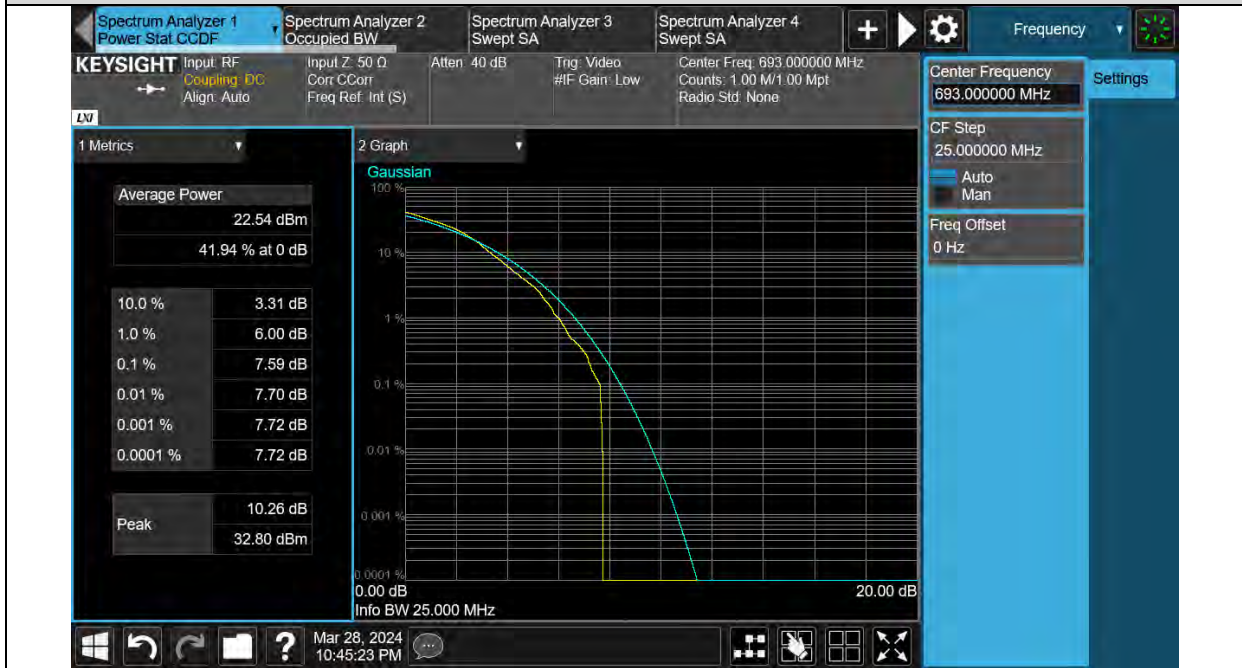 Spectrum Analyzer 1
Power Stat CCDF
Spectrum Analyzer 2
Occupied BW
Spectrum Analyzer 3
Swept SA
Spectrum Analyzer 4
Swept SA
+
Frequency
KEYSIGHT
LXI
Input: RF
Coupling: DC
Align: Auto
Input Z: 50 Ω
Corr CCorr
Freq Ref: Int (S)
Atten: 40 dB
Trig: Video
#IF Gain: Low
Center Freq: 693.000000 MHz
Counts: 1.00 M/1.00 Mpt
Radio Std: None
Center Frequency
693.000000 MHz
Settings
CF Step
25.000000 MHz
Auto
Man
Freq Offset
0 Hz
1 Metrics
Average Power
22.54 dBm
41.94 % at 0 dB
10.0 % 3.31 dB
1.0 % 6.00 dB
0.1 % 7.59 dB
0.01 % 7.70 dB
0.001 % 7.72 dB
0.0001 % 7.72 dB
Peak
10.26 dB
32.80 dBm
2 Graph
Gaussian
100 %
10 %
1 %
0.1 %
0.01 %
0.001 %
0.0001 %
0.00 dB 20.00 dB
Info BW 25.000 MHz
?
Mar 28, 2024
10:45:23 PM